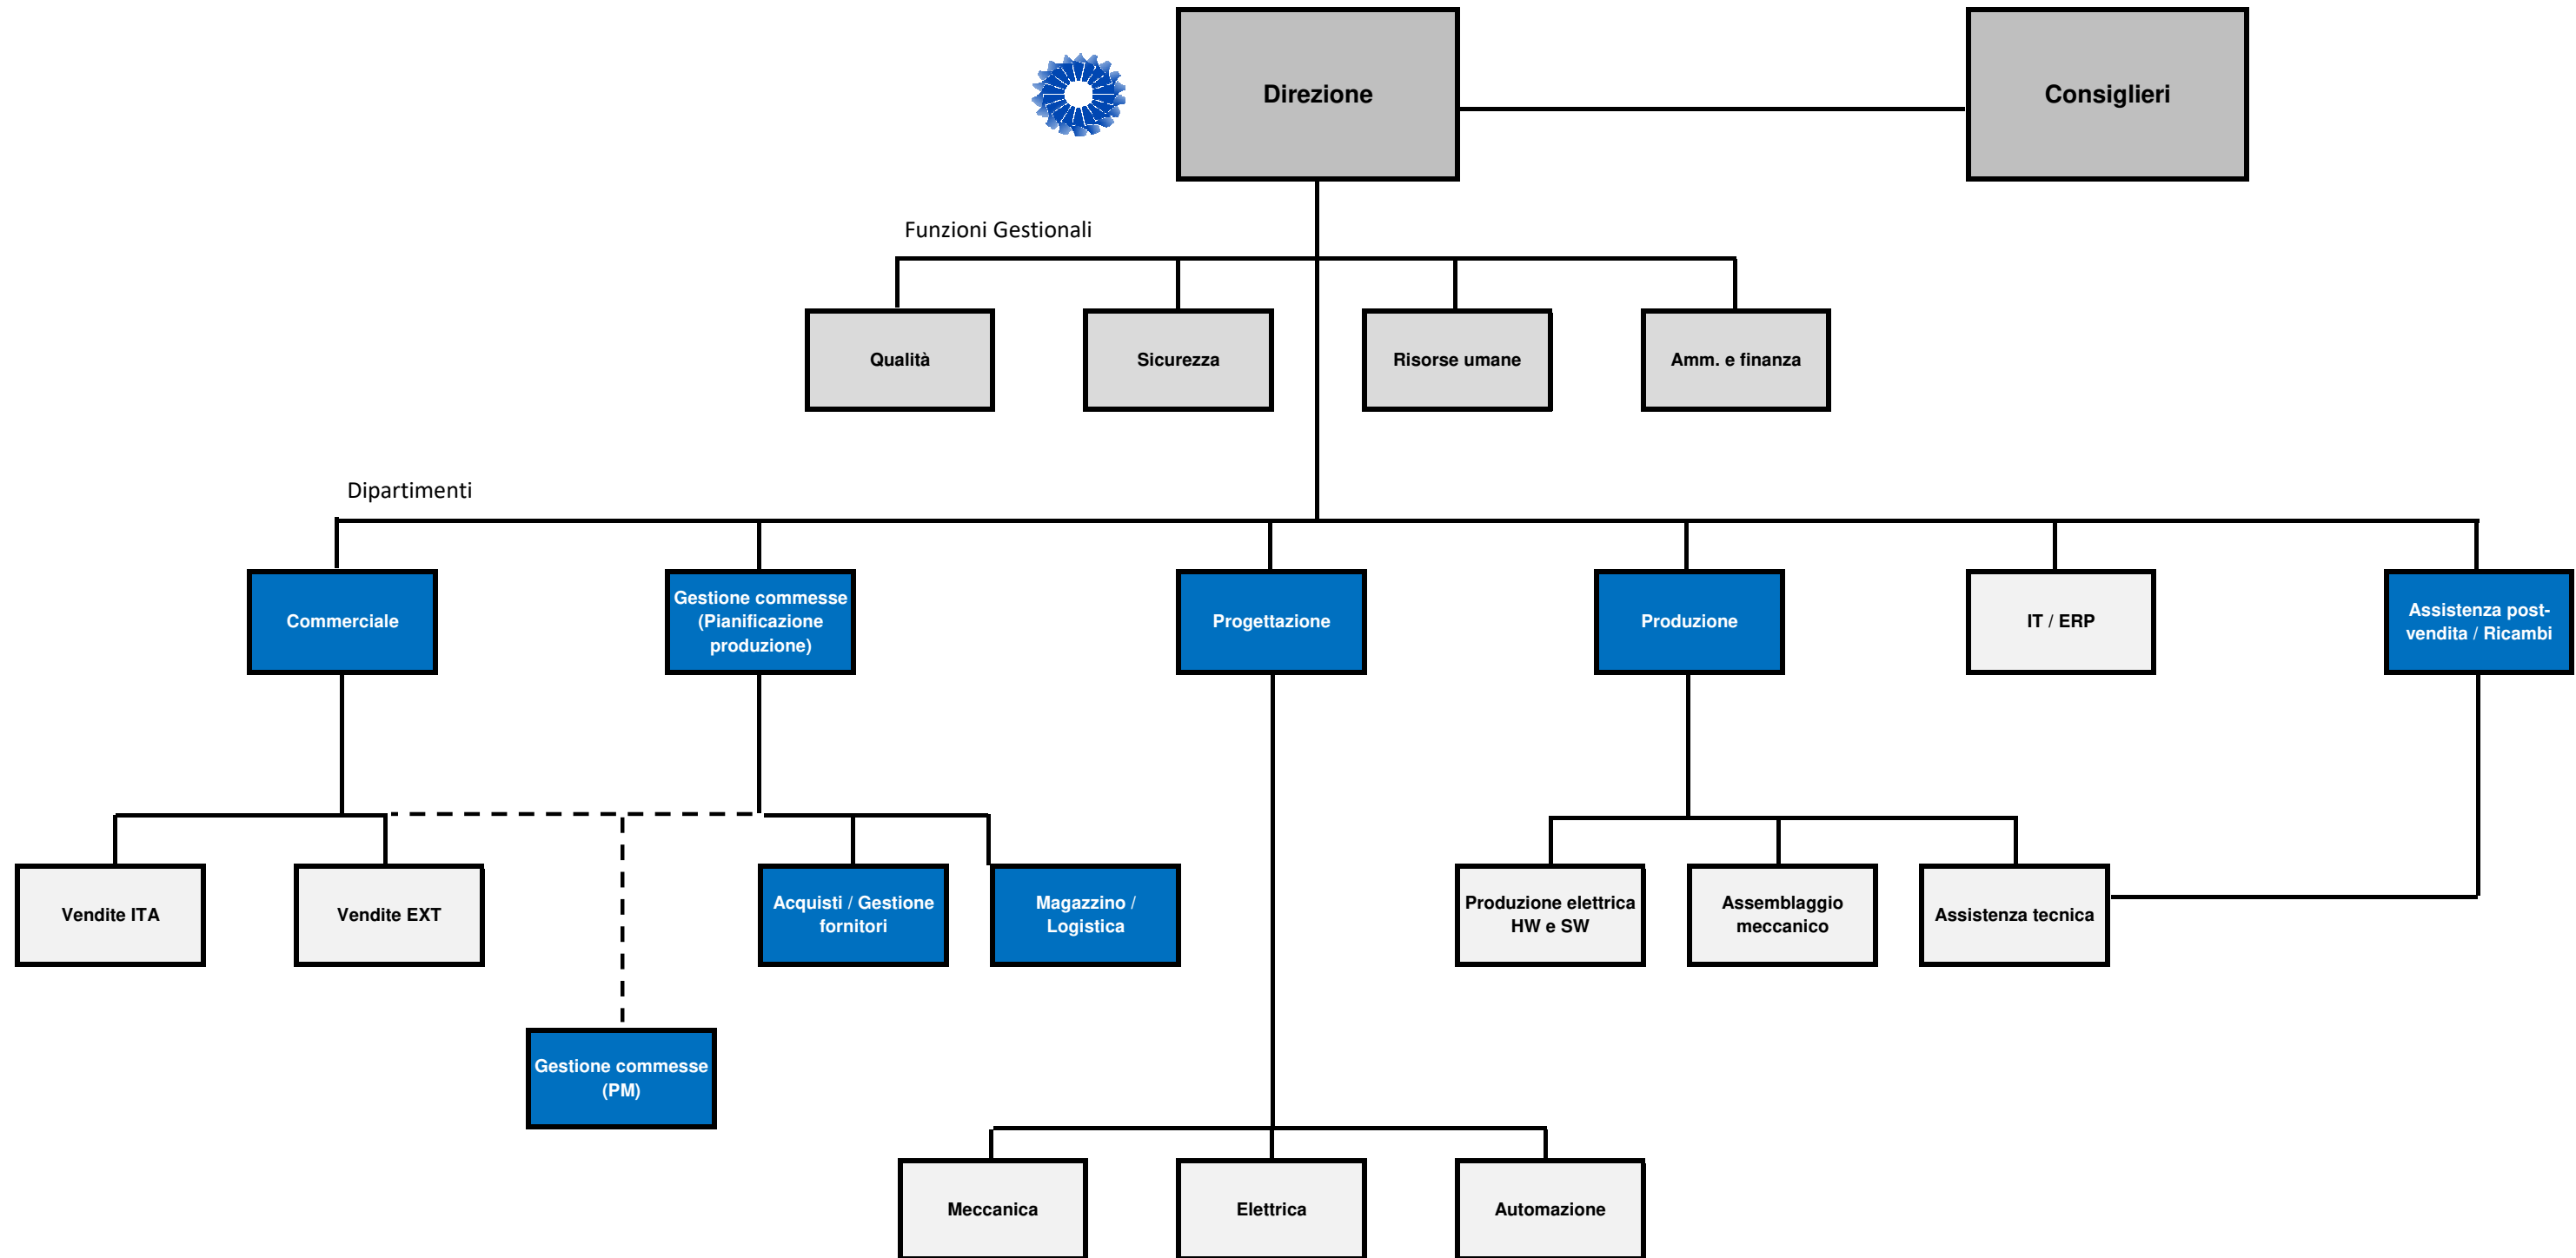 Direzione
Consiglieri
Funzioni Gestionali
Qualità
Sicurezza
Risorse umane
Amm. e finanza
Dipartimenti
Commerciale
Gestione commesse
(Pianificazione
produzione)
Progettazione
Produzione
IT / ERP
Assistenza post-
vendita / Ricambi
Vendite ITA
Vendite EXT
Acquisti / Gestione
fornitori
Magazzino /
Logistica
Produzione elettrica
HW e SW
Assemblaggio
meccanico
Assistenza tecnica
Gestione commesse
(PM)
Meccanica
Elettrica
Automazione